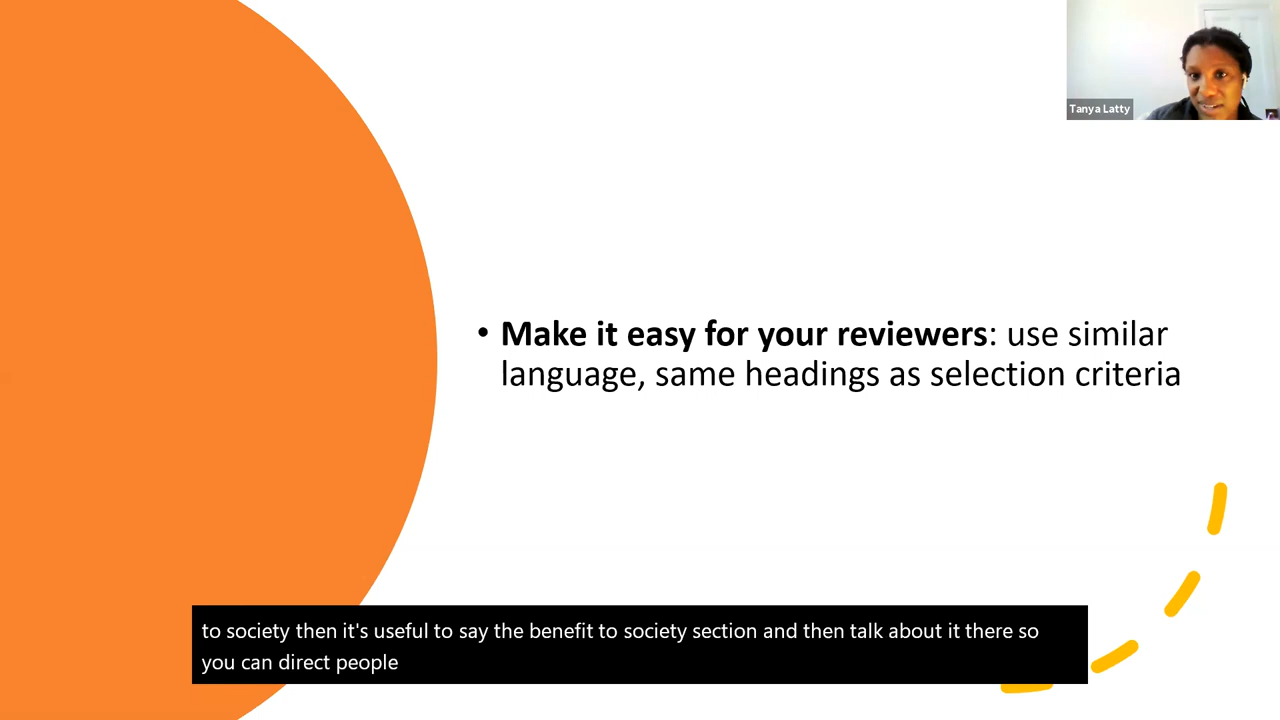 Tanya Latty
• Make it easy for your reviewers: use similar
language, same headings as selection criteria
to society then it's useful to say the benefit to society section and then talk about it there so
you can direct people